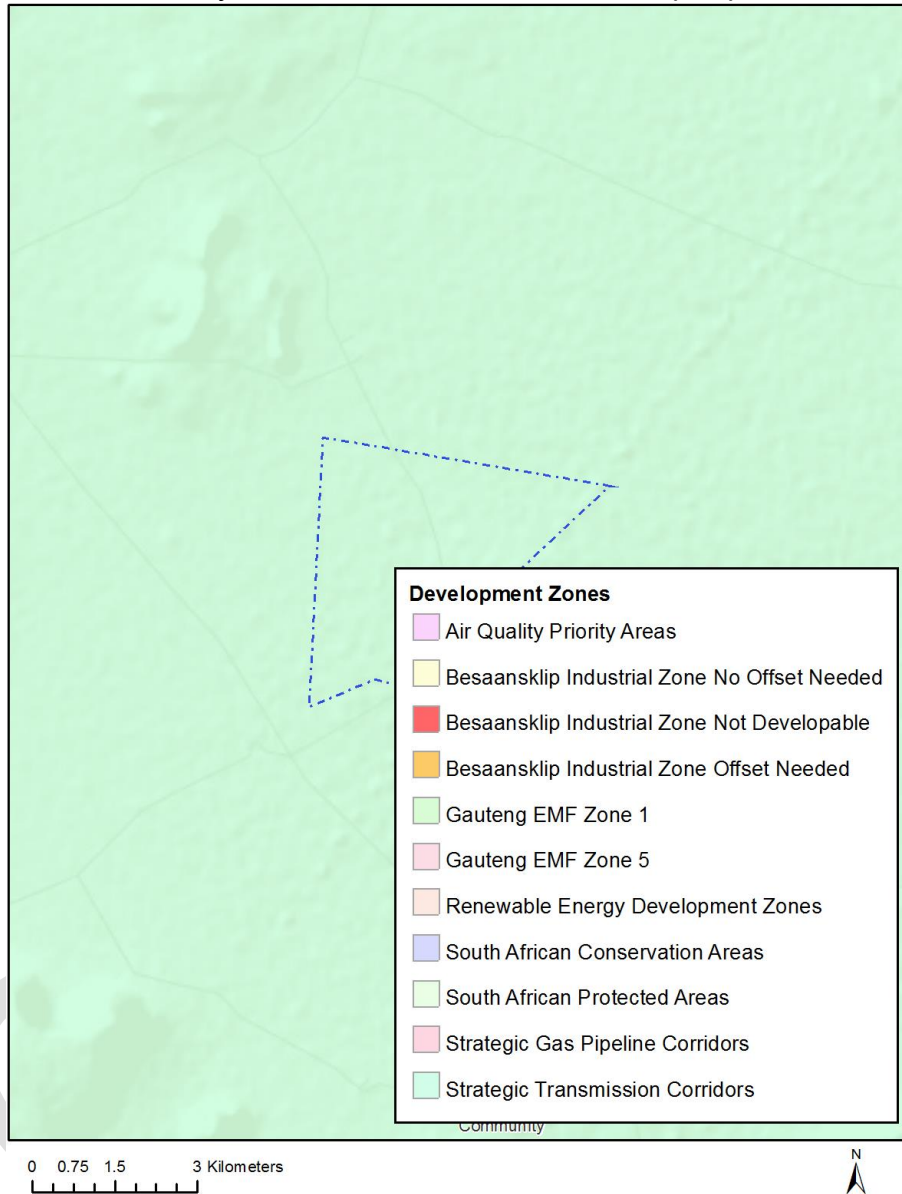 Development Zones
Air Quality Priority Areas
Besaansklip Industrial Zone No Offset Needed
Besaansklip Industrial Zone Not Developable
Besaansklip Industrial Zone Offset Needed
Gauteng EMF Zone 1
Gauteng EMF Zone 5
Renewable Energy Development Zones
South African Conservation Areas
South African Protected Areas
Strategic Gas Pipeline Corridors
Strategic Transmission Corridors
Community
0 0.75 1.5 3 Kilometers
N